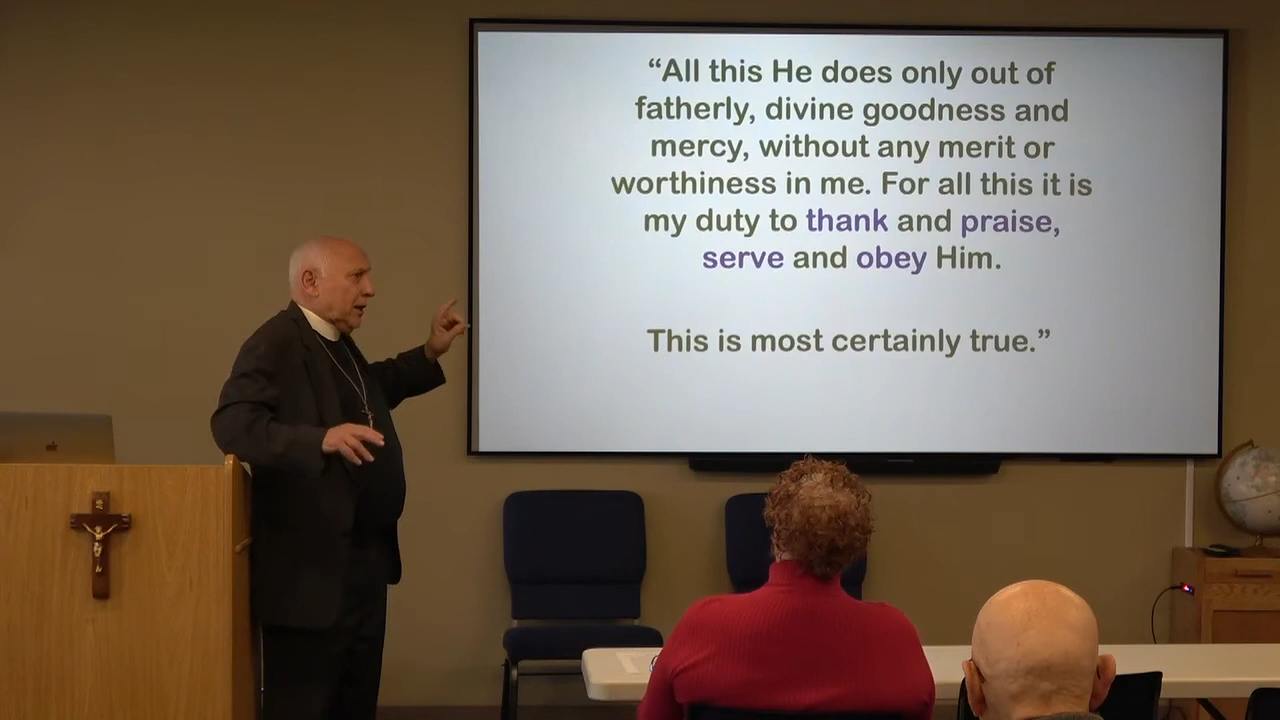 “All this He does only out of
fatherly, divine goodness and
mercy, without any merit or
worthiness in me. For all this it is
my duty to thank and praise,
serve and obey Him.
This is most certainly true.”